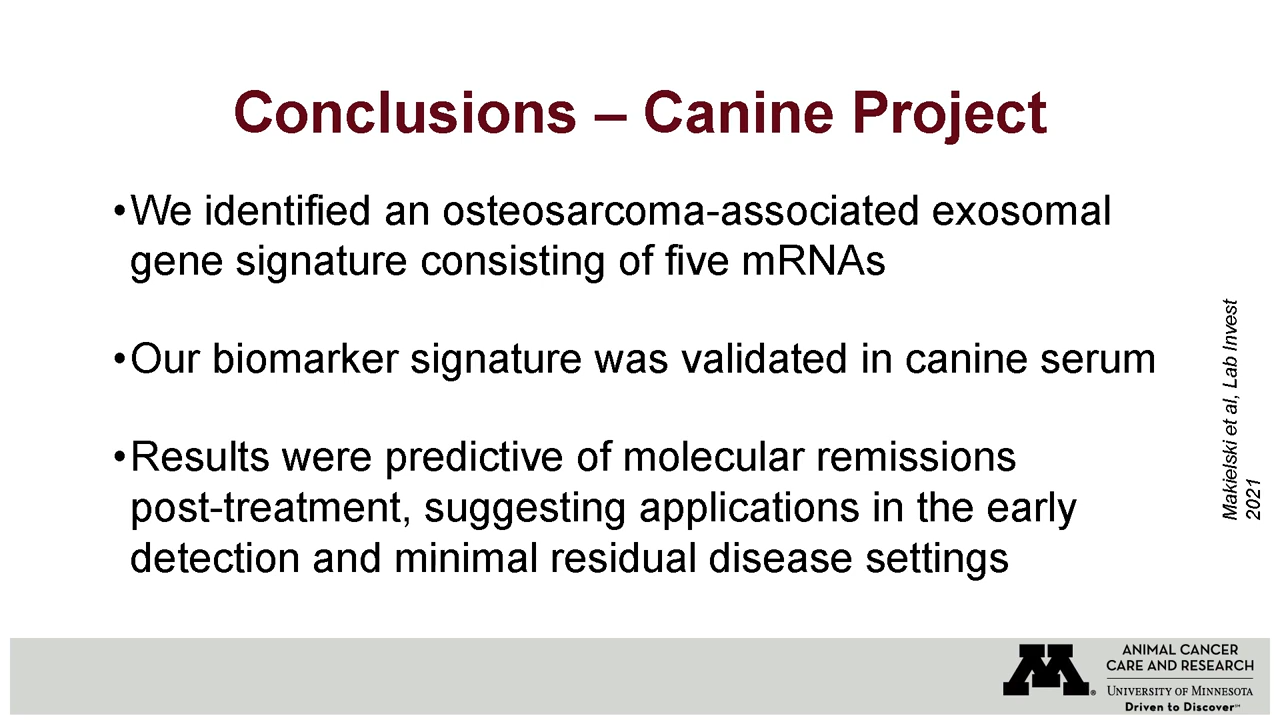 Conclusions – Canine Project
•We identified an osteosarcoma-associated exosomal
gene signature consisting of five mRNAs
•Our biomarker signature was validated in canine serum
•Results were predictive of molecular remissions
post-treatment, suggesting applications in the early
detection and minimal residual disease settings
Makielski et al, Lab Invest
2021
M®
ANIMAL CANCER
CARE AND RESEARCH
UNIVERSITY OF MINNESOTA
Driven to Discover℠